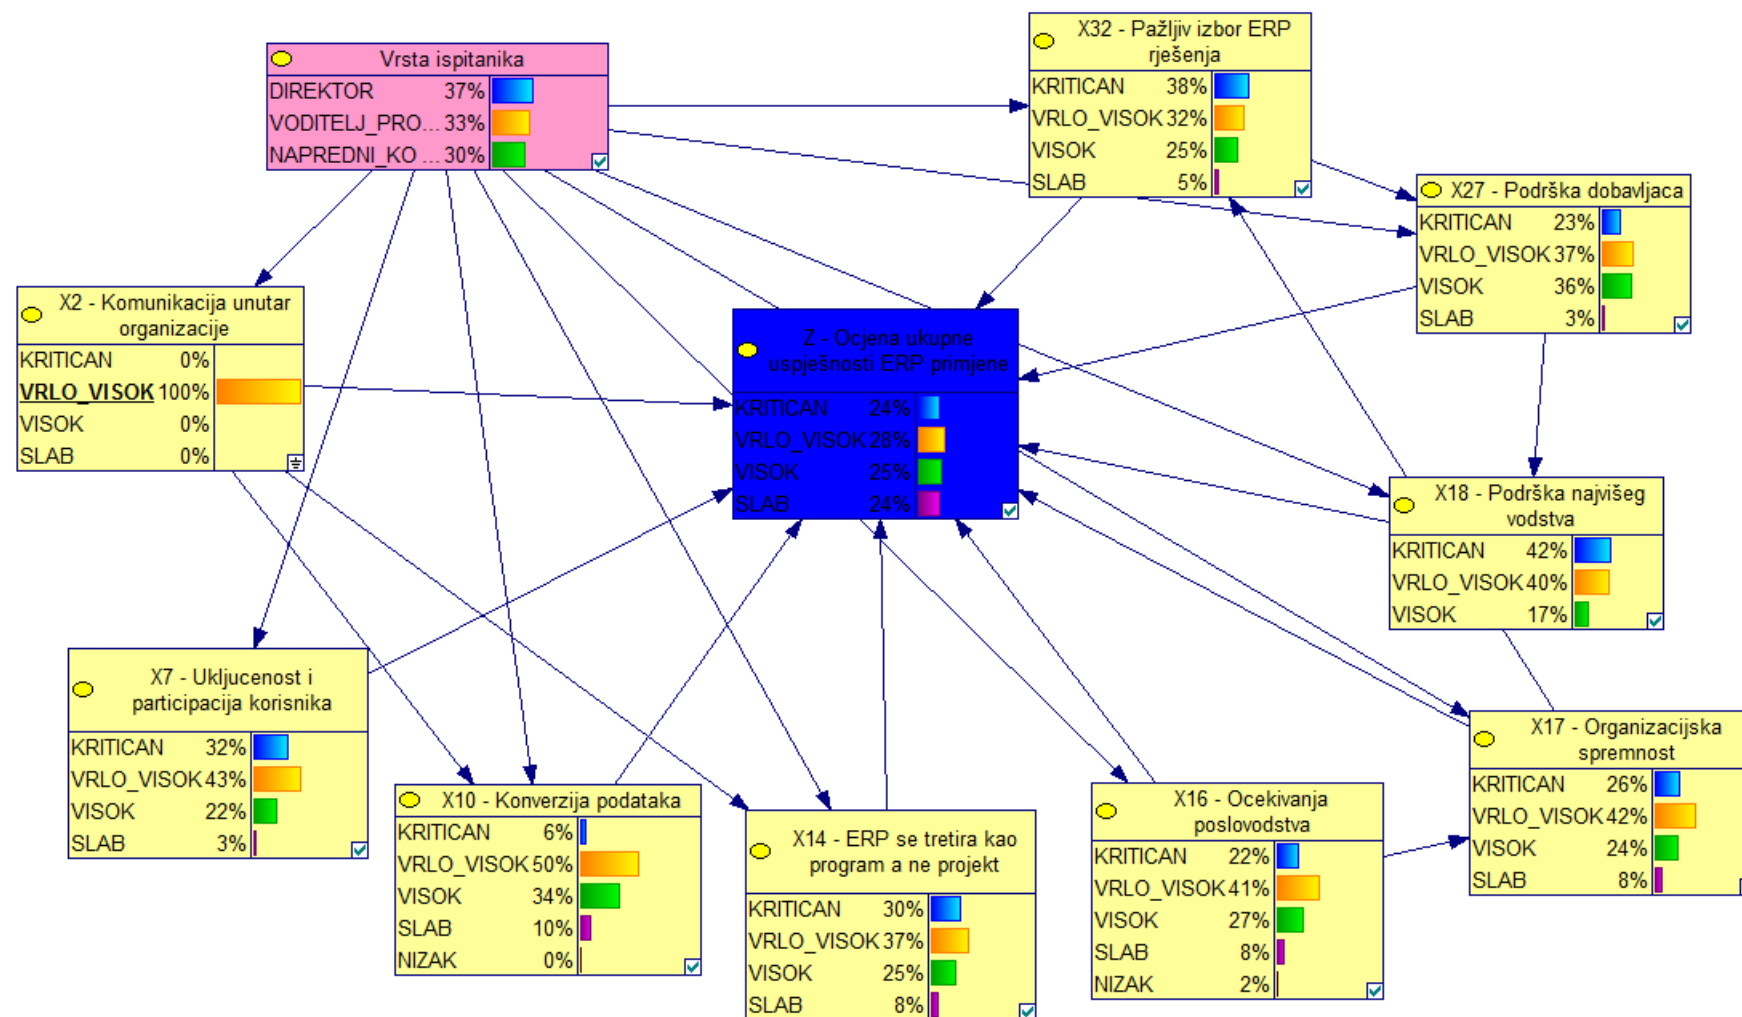 Vrsta ispitanika
DIREKTOR 37%
VODITELJ_PRO... 33%
NAPREDNI_KO ... 30%
X32 - Pažljiv izbor ERP
rješenja
KRITICAN 38%
VRLO_VISOK 32%
VISOK 25%
SLAB 5%
X27 - Podrška dobavljaca
KRITICAN 23%
VRLO_VISOK 37%
VISOK 36%
SLAB 3%
X2 - Komunikacija unutar
organizacije
KRITICAN 0%
VRLO_VISOK 100%
VISOK 0%
SLAB 0%
Z - Ocjena ukupne
uspješnosti ERP primjene
KRITICAN 24%
VRLO_VISOK 28%
VISOK 25%
SLAB 24%
X18 - Podrška najvišeg
vodstva
KRITICAN 42%
VRLO_VISOK 40%
VISOK 17%
X7 - Ukljucenost i
participacija korisnika
KRITICAN 32%
VRLO_VISOK 43%
VISOK 22%
SLAB 3%
X10 - Konverzija podataka
KRITICAN 6%
VRLO_VISOK 50%
VISOK 34%
SLAB 10%
NIZAK 0%
X14 - ERP se tretira kao
program a ne projekt
KRITICAN 30%
VRLO_VISOK 37%
VISOK 25%
SLAB 8%
X16 - Ocekivanja
poslovodstva
KRITICAN 22%
VRLO_VISOK 41%
VISOK 27%
SLAB 8%
NIZAK 2%
X17 - Organizacijska
spremnost
KRITICAN 26%
VRLO_VISOK 42%
VISOK 24%
SLAB 8%